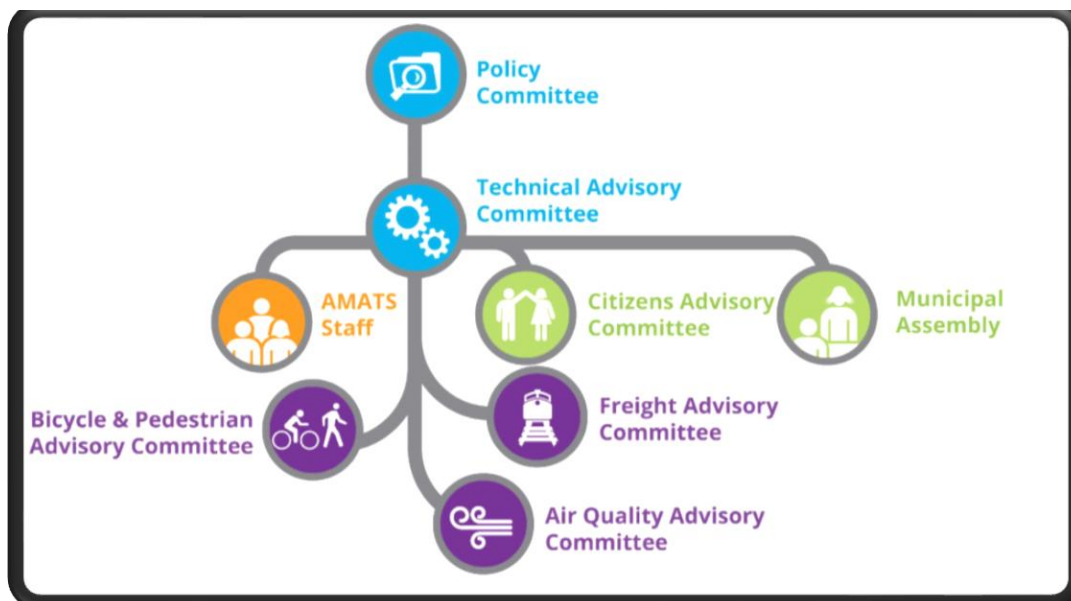 Policy
Committee
Technical Advisory
Committee
AMATS
Staff
Citizens Advisory
Committee
Municipal
Assembly
Bicycle & Pedestrian
Advisory Committee
Freight Advisory
Committee
Air Quality Advisory
Committee